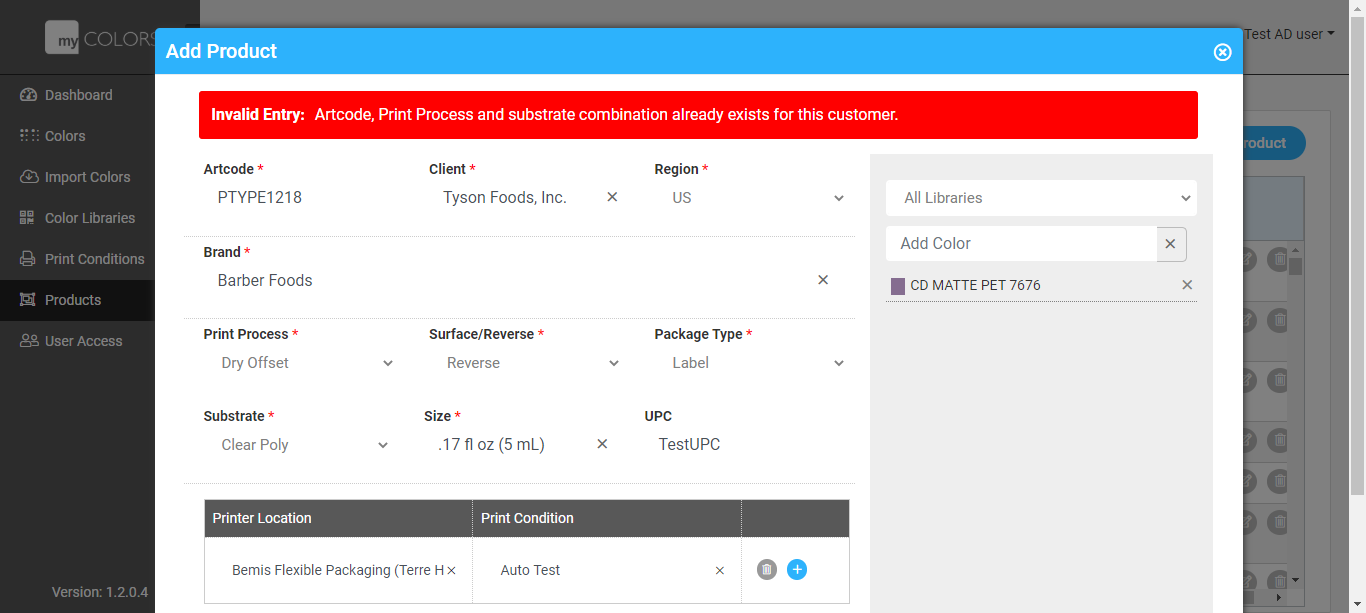 my COLORS
Test AD user
Add Product
Dashboard
Colors
Import Colors
Color Libraries
Print Conditions
Products
User Access
Version: 1.2.0.4
Invalid Entry: Artcode, Print Process and substrate combination already exists for this customer.
Artcode * Client * Region *
PTYPE1218 Tyson Foods, Inc. US
Brand *
Barber Foods
Print Process * Surface/Reverse * Package Type *
Dry Offset Reverse Label
Substrate * Size * UPC
Clear Poly .17 fl oz (5 mL) TestUPC
Printer Location Print Condition
Bemis Flexible Packaging (Terre H Auto Test
All Libraries
Add Color
CD MATTE PET 7676
roduct